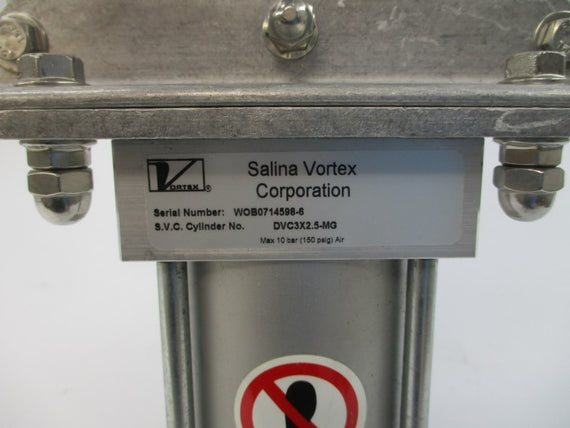 VORTEX ®
Salina Vortex
Corporation
Serial Number: WOB0714598-6
S.V.C. Cylinder No. DVC3X2.5-MG
Max 10 bar (150 psig) Air